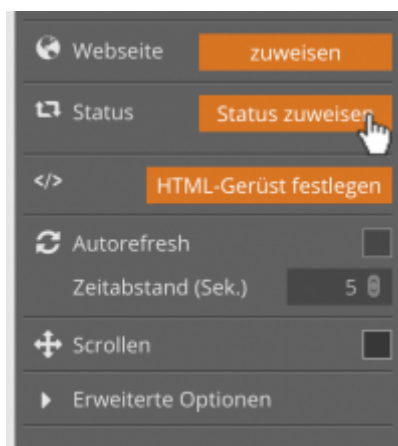 Webseite zuweisen
Status Status zuweisen
</> HTML-Gerüst festlegen
Autorefresh
Zeitabstand (Sek.) 5
Scrollen
Erweiterte Optionen